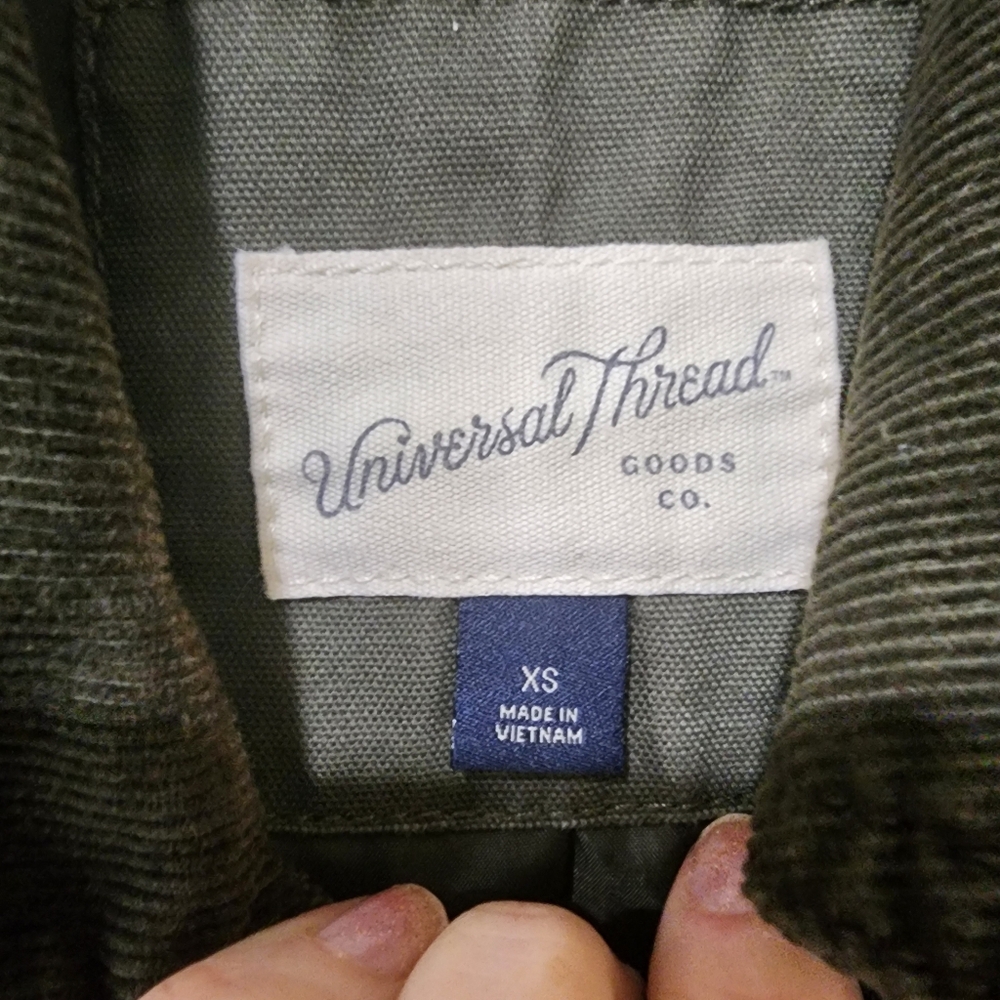 Universal Thread™
GOODS
CO.
XS
MADE IN
VIETNAM